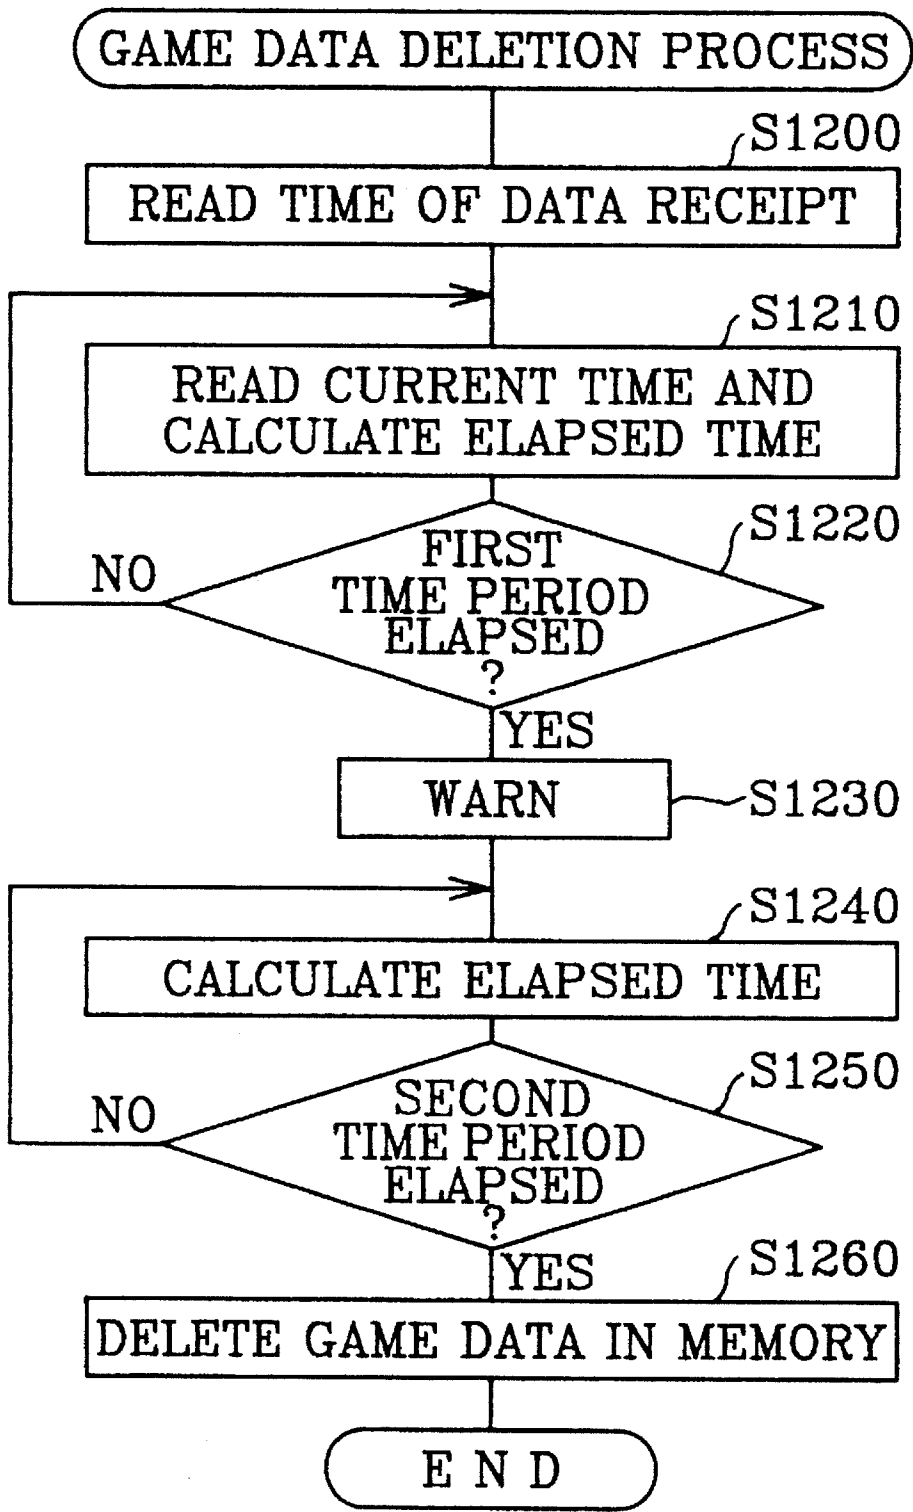 GAME DATA DELETION PROCESS
S1200
READ TIME OF DATA RECEIPT
S1210
READ CURRENT TIME AND
CALCULATE ELAPSED TIME
S1220
FIRST
TIME PERIOD
ELAPSED
?
NO
YES
WARN
S1230
S1240
CALCULATE ELAPSED TIME
S1250
SECOND
TIME PERIOD
ELAPSED
?
NO
YES
S1260
DELETE GAME DATA IN MEMORY
END